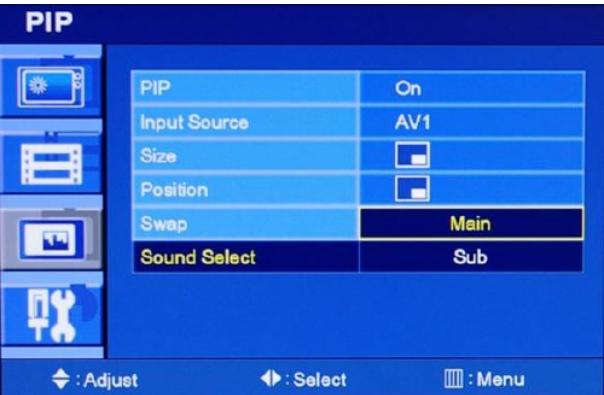 PIP
PIP On
Input Source AV1
Size
Position
Swap Main
Sound Select Sub
: Adjust : Select : Menu